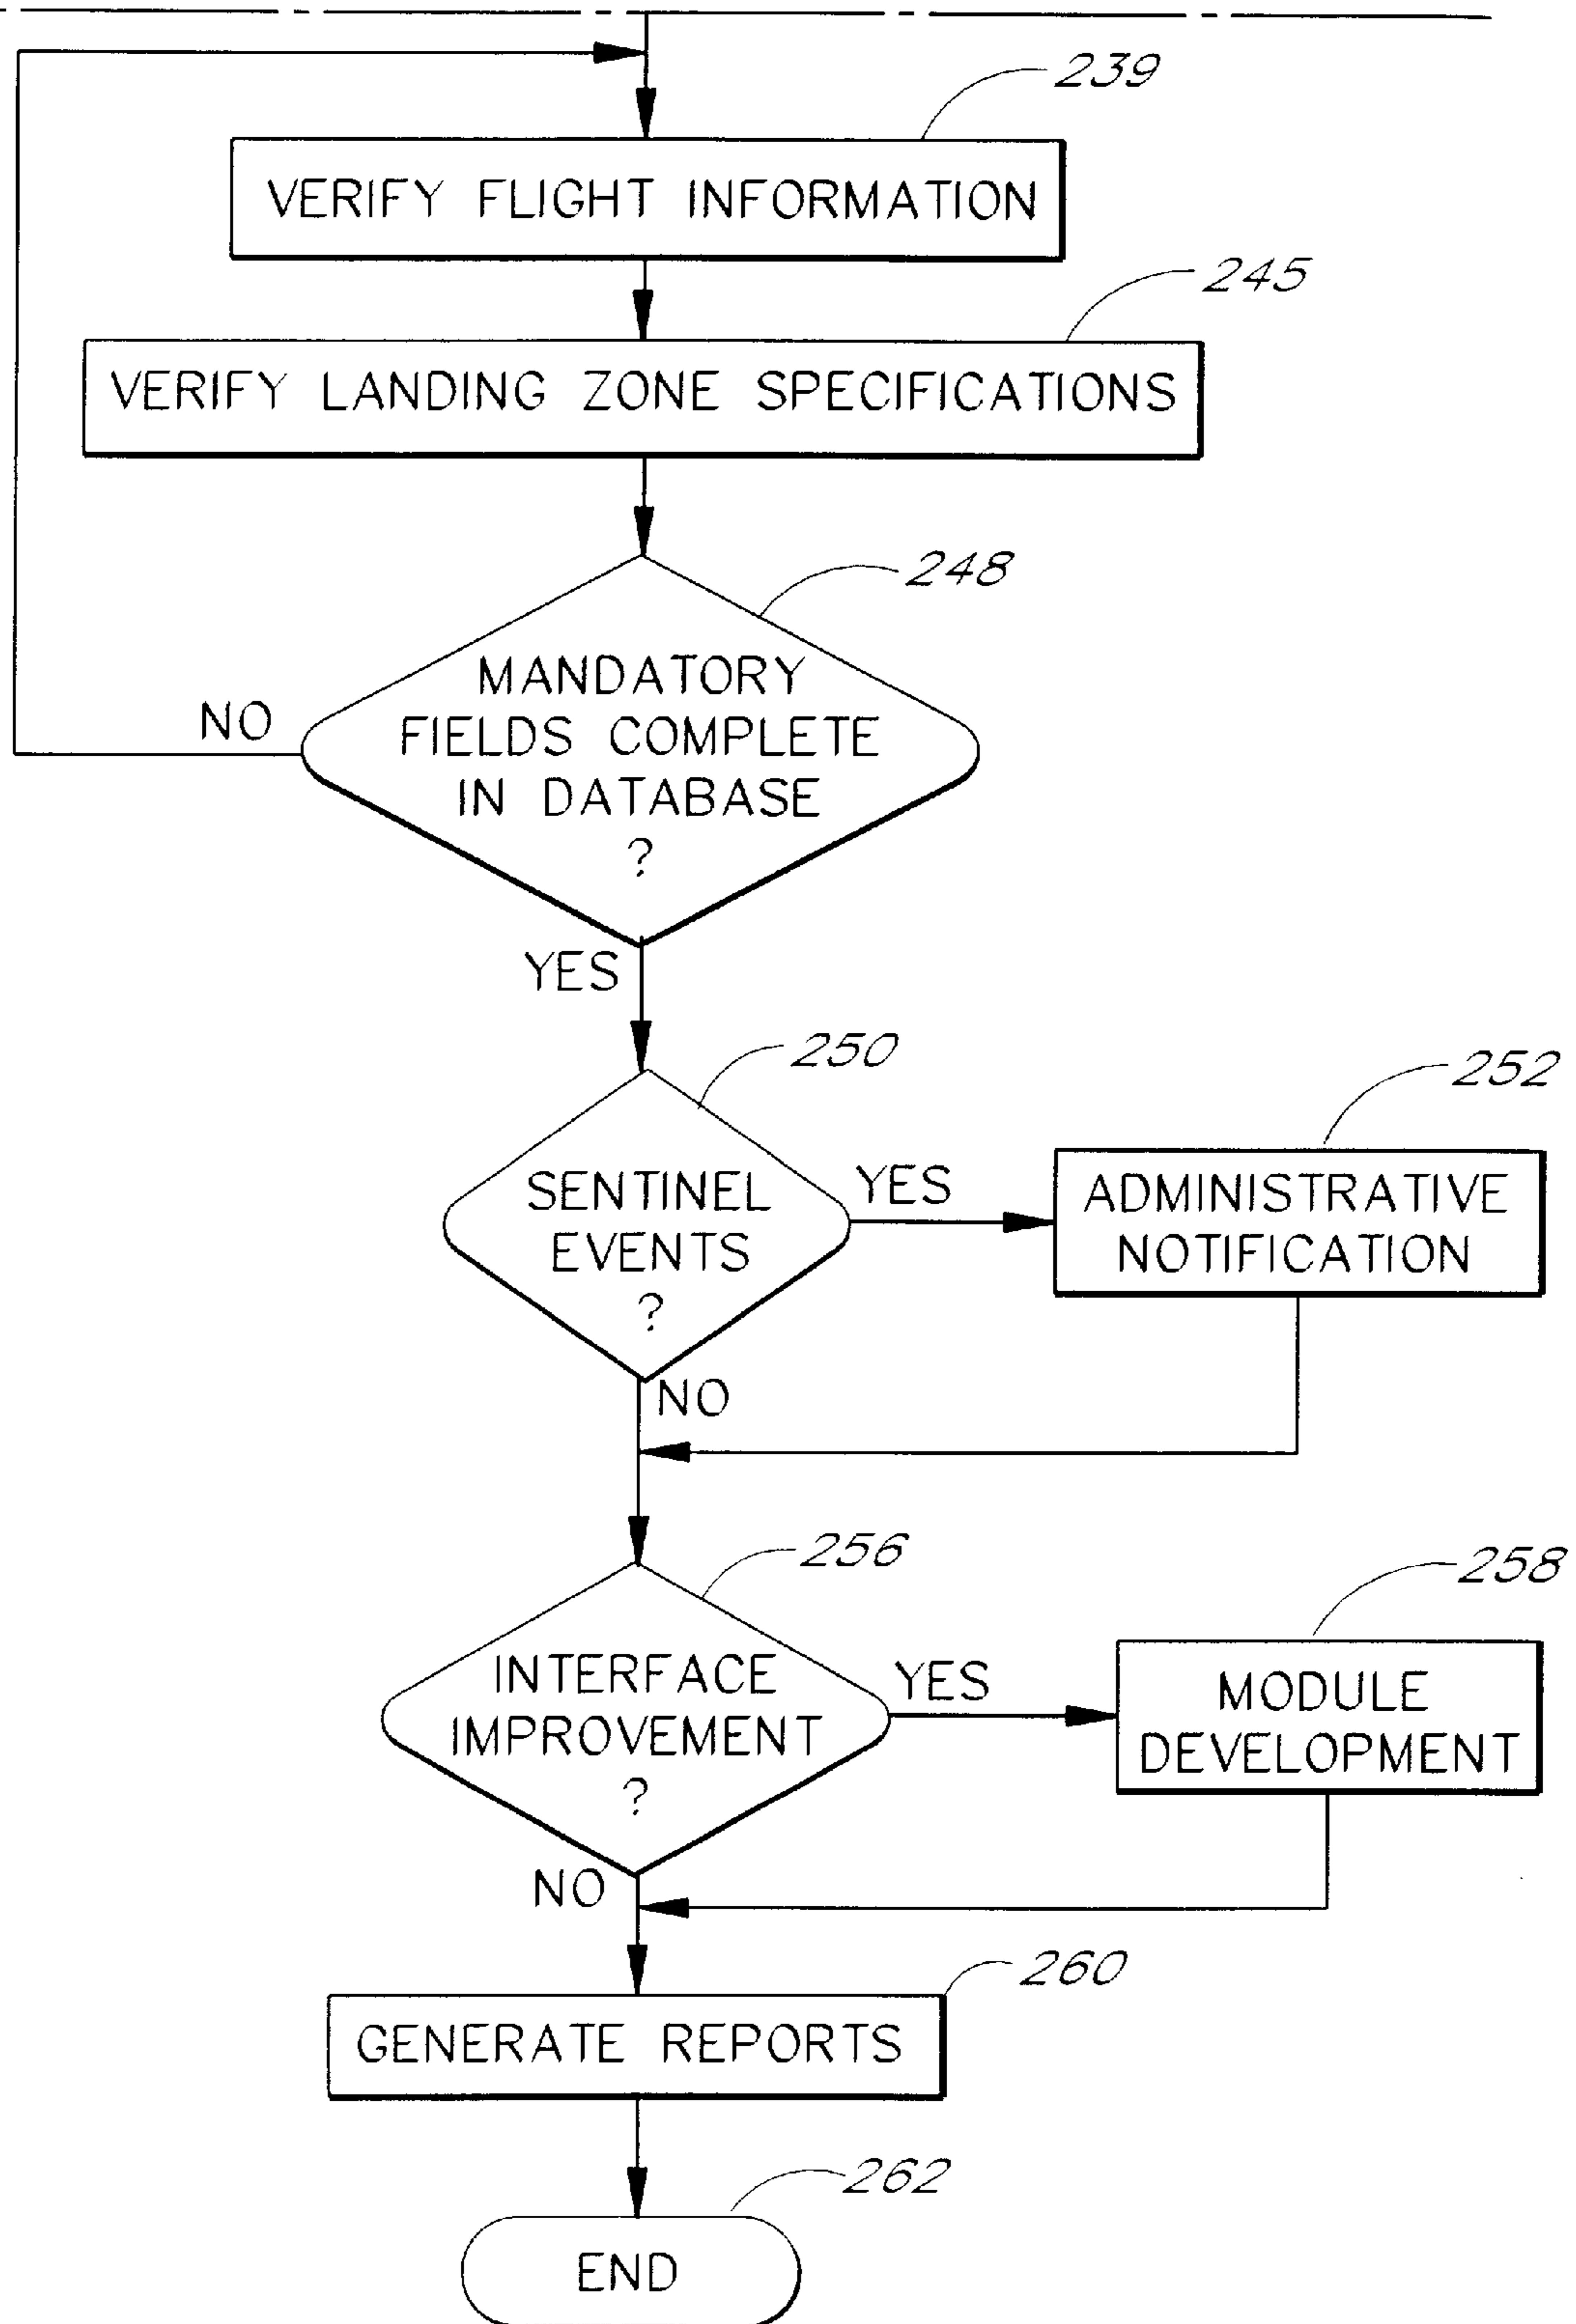 239
VERIFY FLIGHT INFORMATION
245
VERIFY LANDING ZONE SPECIFICATIONS
248
MANDATORY
FIELDS COMPLETE
IN DATABASE
?
NO
YES
250
SENTINEL
EVENTS
?
YES
252
ADMINISTRATIVE
NOTIFICATION
NO
256
INTERFACE
IMPROVEMENT
?
YES
258
MODULE
DEVELOPMENT
NO
260
GENERATE REPORTS
262
END